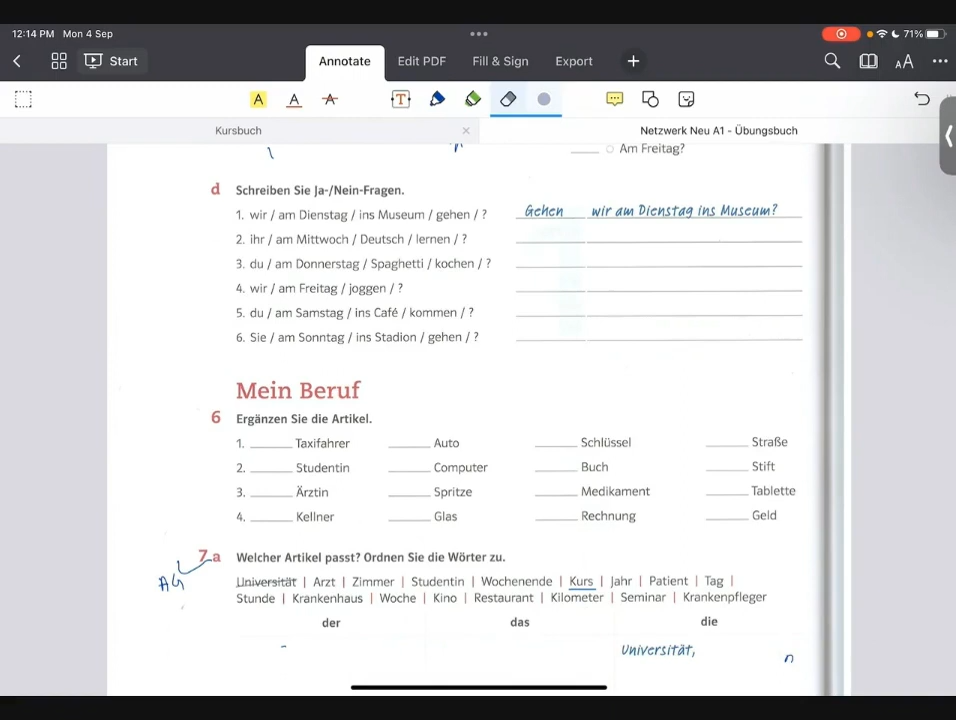 12:14 PM Mon 4 Sep
71%
Start
Annotate
Edit PDF
Fill & Sign
Export
AA
A A A T
Kursbuch
Netzwerk Neu A1 - Übungsbuch
Am Freitag?
d Schreiben Sie Ja-/Nein-Fragen.
1. wir / am Dienstag / ins Museum / gehen / ? Gehen wir am Dienstag ins Museum?
2. ihr / am Mittwoch / Deutsch / lernen / ?
3. du / am Donnerstag / Spaghetti / kochen / ?
4. wir / am Freitag / joggen / ?
5. du / am Samstag / ins Café / kommen / ?
6. Sie / am Sonntag / ins Stadion / gehen / ?
Mein Beruf
6 Ergänzen Sie die Artikel.
1. ______ Taxifahrer ______ Auto ______ Schlüssel ______ Straße
2. ______ Studentin ______ Computer ______ Buch ______ Stift
3. ______ Ärztin ______ Spritze ______ Medikament ______ Tablette
4. ______ Kellner ______ Glas ______ Rechnung ______ Geld
7a Welcher Artikel passt? Ordnen Sie die Wörter zu.
Universität | Arzt | Zimmer | Studentin | Wochenende | Kurs | Jahr | Patient | Tag |
Stunde | Krankenhaus | Woche | Kino | Restaurant | Kilometer | Seminar | Krankenpfleger
der das die
Universität, n